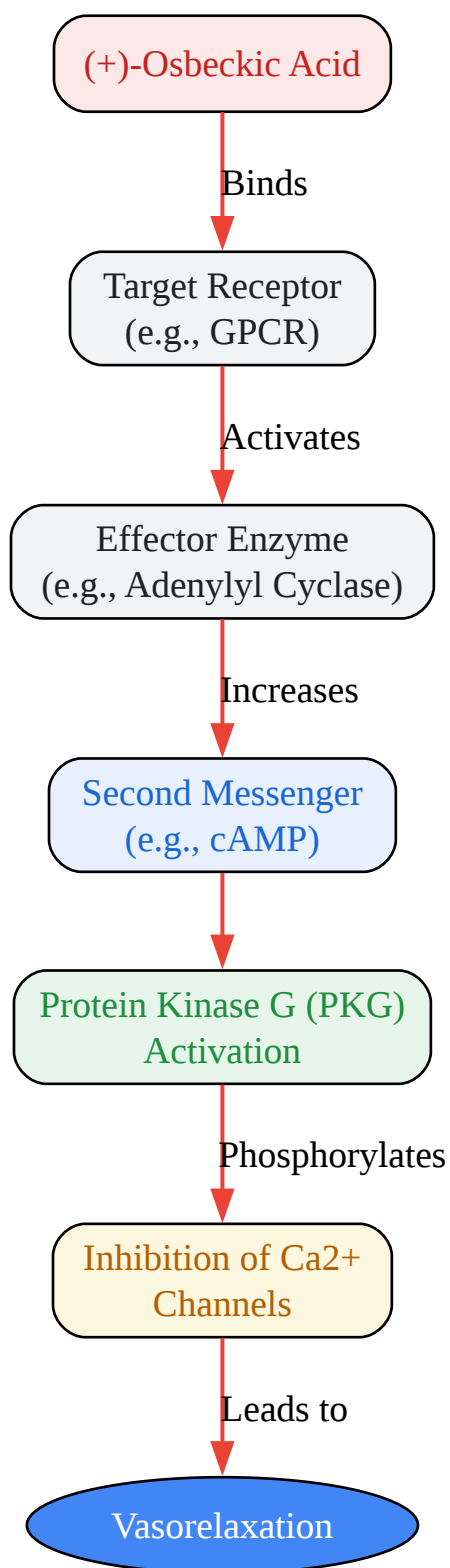 (+)-Osbeckic Acid
Binds
Target Receptor
(e.g., GPCR)
Activates
Effector Enzyme
(e.g., Adenylyl Cyclase)
Increases
Second Messenger
(e.g., cAMP)
Protein Kinase G (PKG)
Activation
Phosphorylates
Inhibition of Ca2+
Channels
Leads to
Vasorelaxation